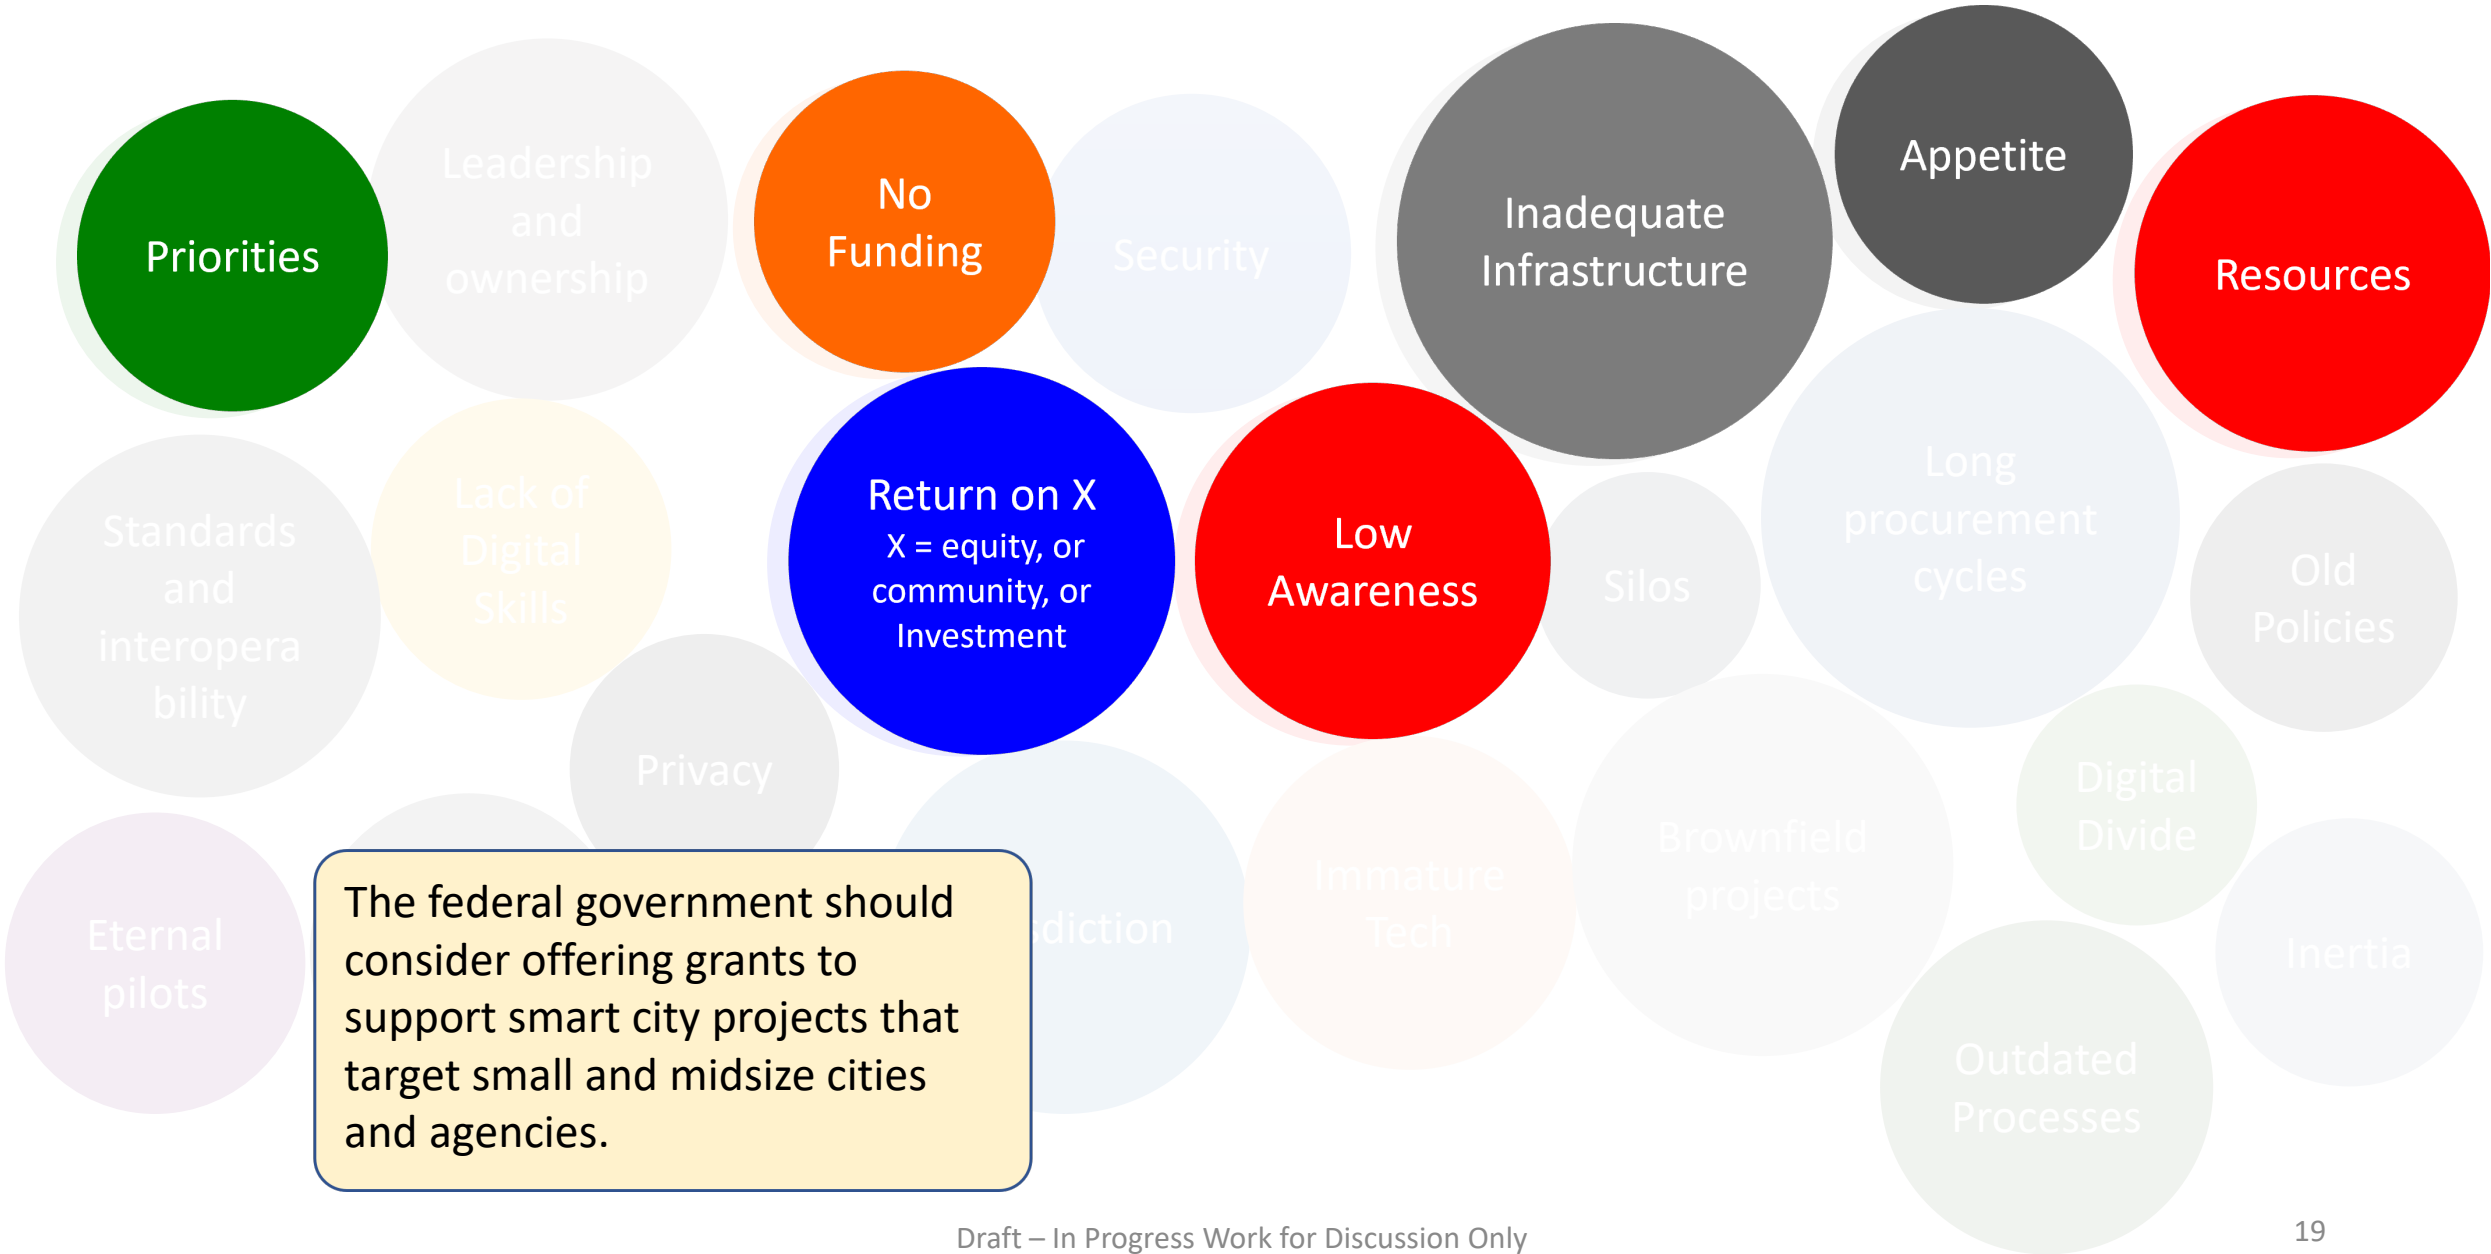 Priorities
Leadership
and
ownership
No
Funding
Security
Inadequate
Infrastructure
Appetite
Resources
Standards
and
interopera
bility
Lack of
Digital
Skills
Return on X
X = equity, or
community, or
Investment
Low
Awareness
Silos
Long
procurement
cycles
Old
Policies
Privacy
Digital
Divide
Eternal
pilots
The federal government should
consider offering grants to
support smart city projects that
target small and midsize cities
and agencies.
sdiction
Immature
Tech
Brownfield
projects
Inertia
Outdated
Processes
Draft – In Progress Work for Discussion Only
19